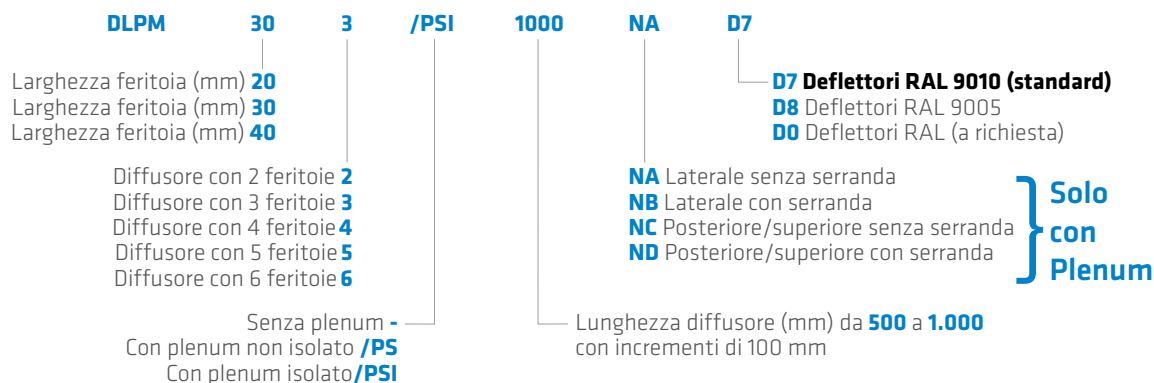 DLPM 30 3 /PSI 1000 NA D7
Larghezza feritoia (mm) 20
Larghezza feritoia (mm) 30
Larghezza feritoia (mm) 40
D7 Deflettori RAL 9010 (standard)
D8 Deflettori RAL 9005
D0 Deflettori RAL (a richiesta)
Diffusore con 2 feritoie 2
Diffusore con 3 feritoie 3
Diffusore con 4 feritoie 4
Diffusore con 5 feritoie 5
Diffusore con 6 feritoie 6
NA Laterale senza serranda
NB Laterale con serranda
NC Posteriore/superiore senza serranda
ND Posteriore/superiore con serranda
Solo
con
Plenum
Senza plenum -
Con plenum non isolato /PS
Con plenum isolato/PSI
Lunghezza diffusore (mm) da 500 a 1.000
con incrementi di 100 mm